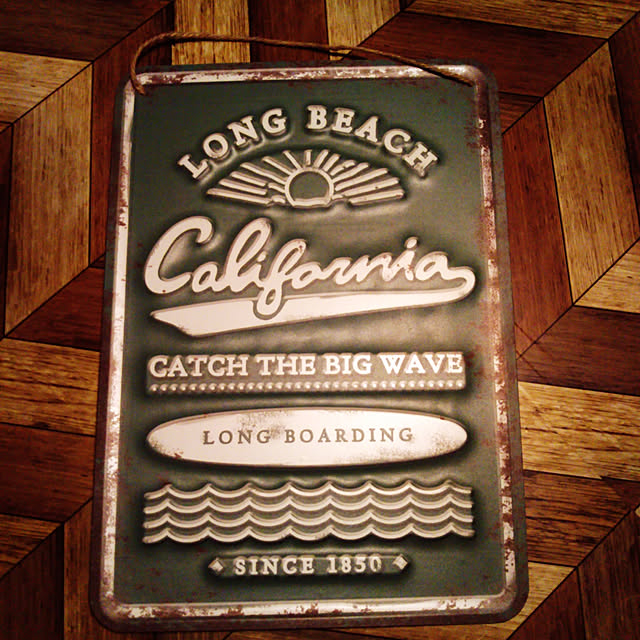 LONG BEACH
California
CATCH THE BIG WAVE
LONG BOARDING
SINCE 1850